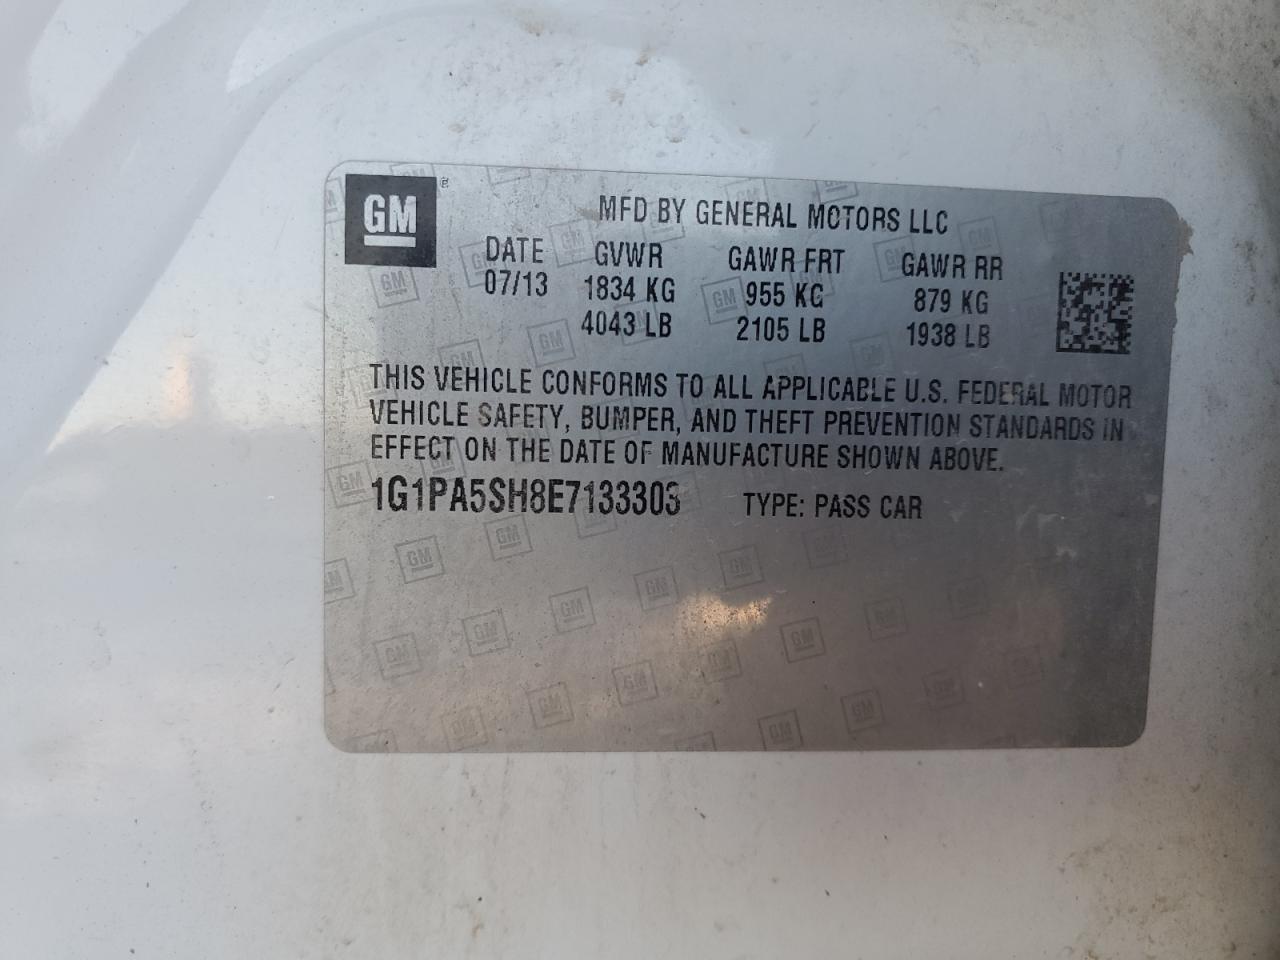 GM
MFD BY GENERAL MOTORS LLC
DATE GVWR GAWR FRT GAWR RR
07/13 1834 KG 955 KG 879 KG
4043 LB 2105 LB 1938 LB
THIS VEHICLE CONFORMS TO ALL APPLICABLE U.S. FEDERAL MOTOR
VEHICLE SAFETY, BUMPER, AND THEFT PREVENTION STANDARDS IN
EFFECT ON THE DATE OF MANUFACTURE SHOWN ABOVE.
1G1PA5SH8E7133303 TYPE: PASS CAR